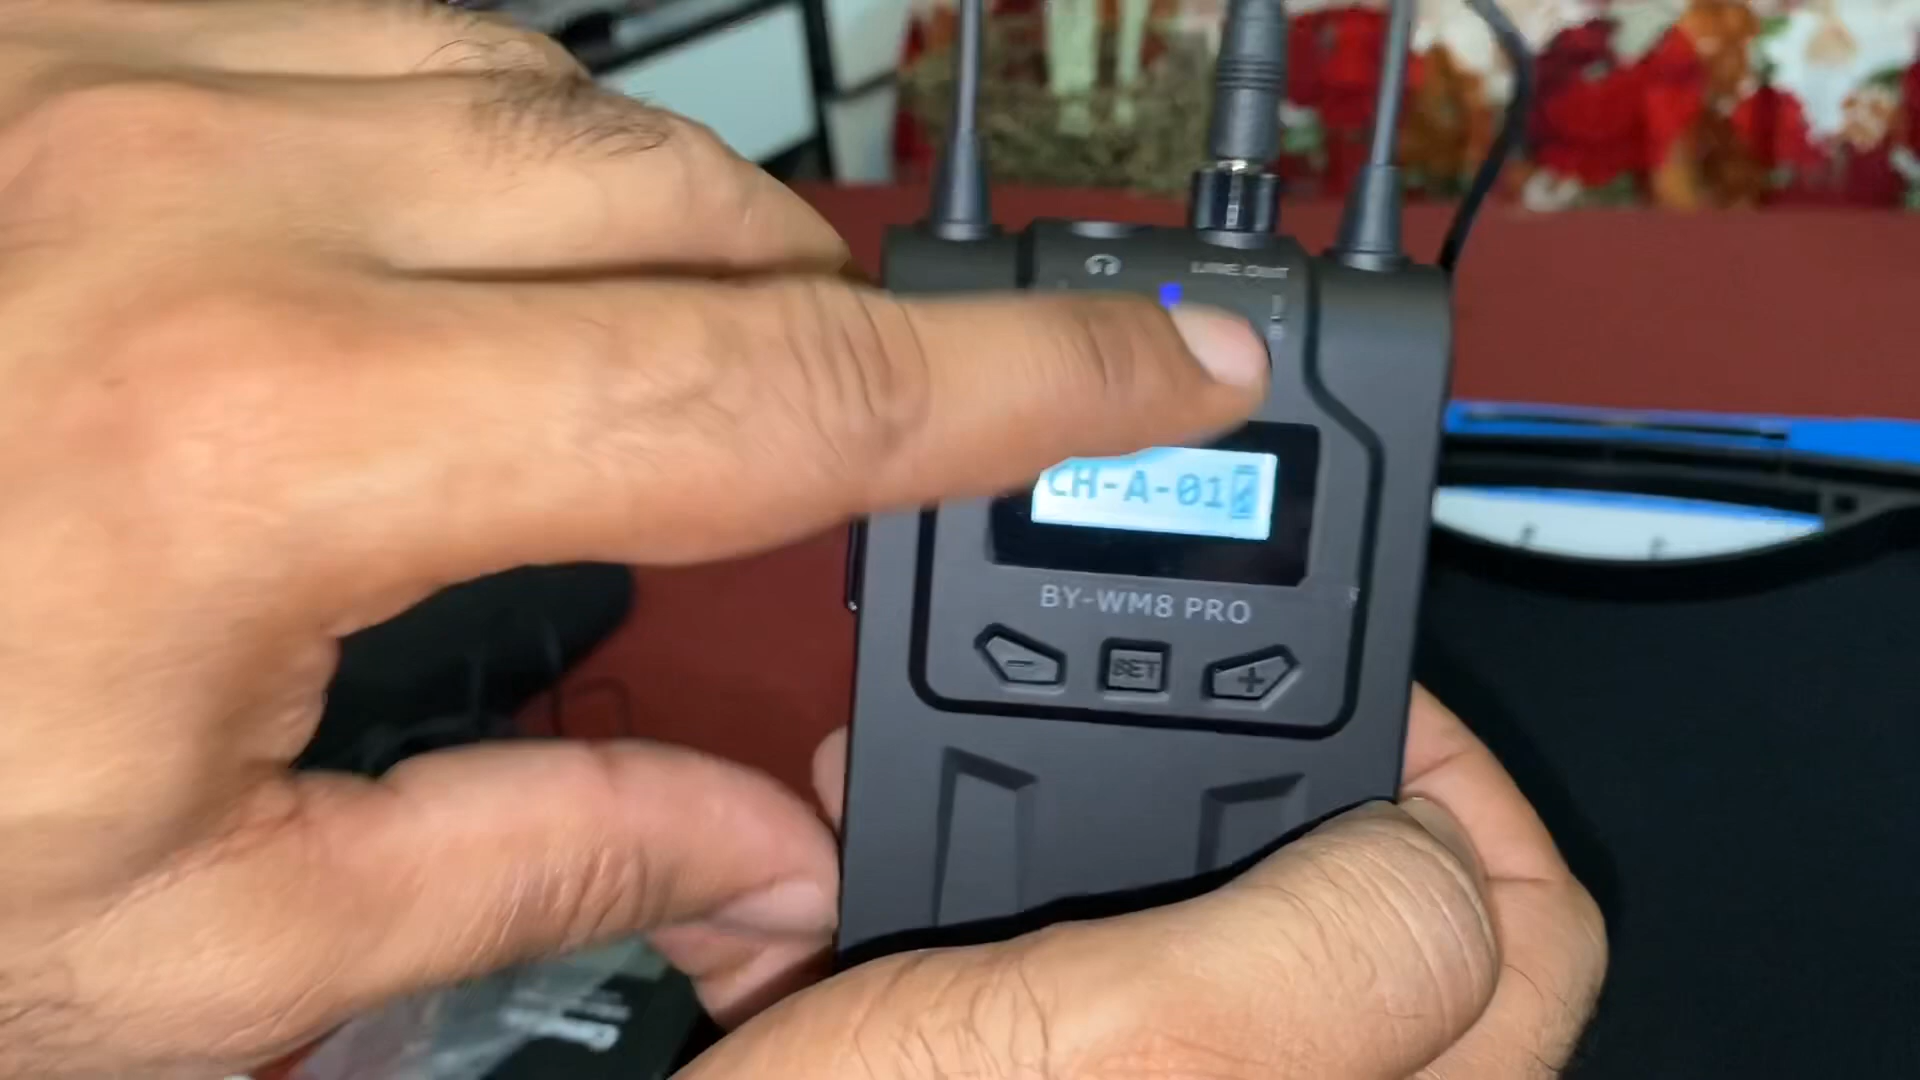 LINE OUT
CH-A-01
BY-WM8 PRO
- SET +